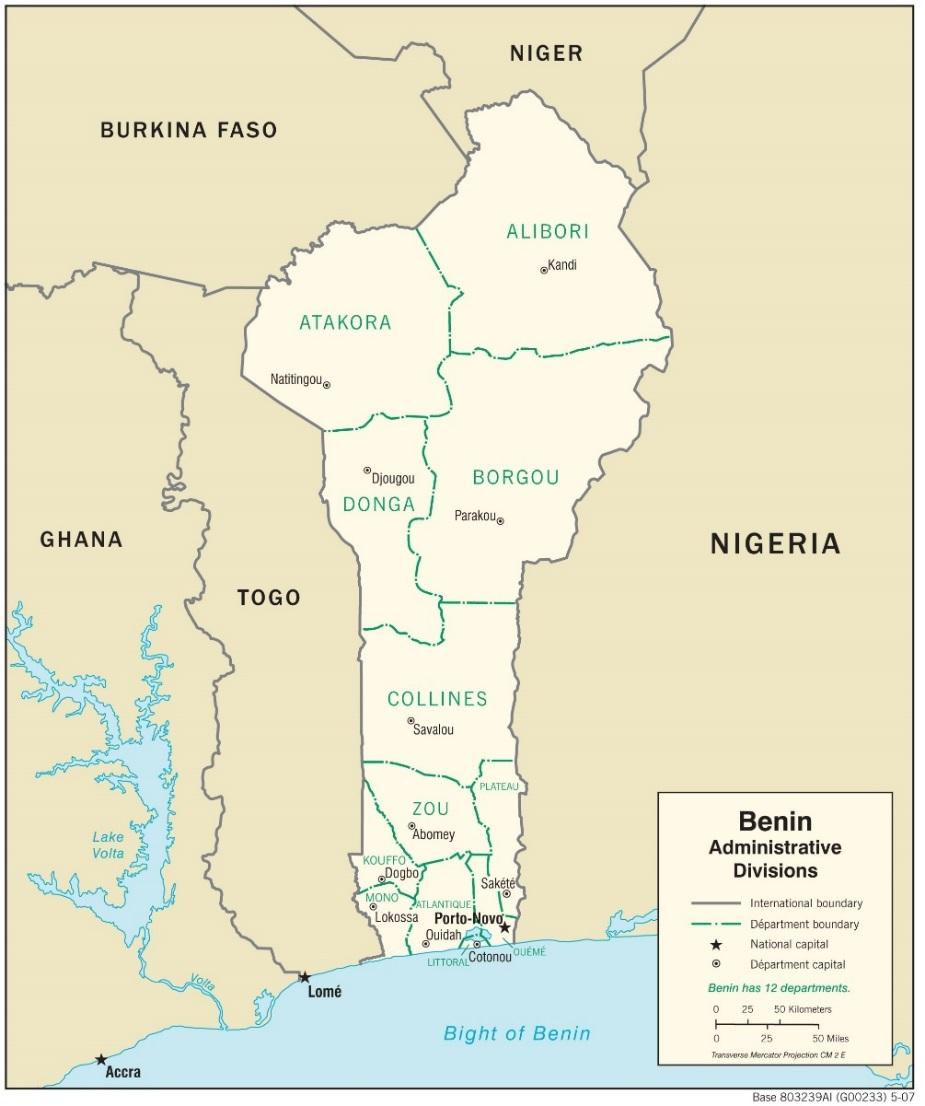 NIGER
BURKINA FASO
ALIBORI
Kandi
ATAKORA
Natitingou
BORGOU
Djougou
DONGA
Parakou
GHANA
NIGERIA
TOGO
COLLINES
Savalou
PLATEAU
ZOU
Abomey
Lake
Volta
KOUFFO
Dogbo
Sakété
MONO
ATLANTIQUE
Lokossa
Porto-Novo
Ouidah
OUÉMÉ
Cotonou
LITTORAL
Volta
Lomé
Bight of Benin
Accra
Benin
Administrative
Divisions
International boundary
Départment boundary
National capital
Départment capital
Benin has 12 departments.
0 25 50 Kilometers
0 25 50 Miles
Transverse Mercator Projection CM 2 E
Base 803239AI (G00233) 5-07